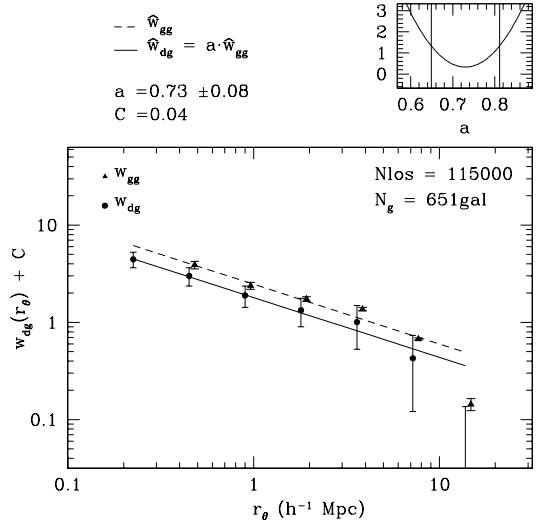 ŵgg
ŵdg = a·ŵgg
a =0.73 ±0.08
C =0.04
3
2
1
0
0.6 0.7 0.8
a
wgg
wdg
Nlos = 115000
Ng = 651gal
10
1
0.1
wdg(rθ) + C
0.1 1 10
rθ (h⁻¹ Mpc)